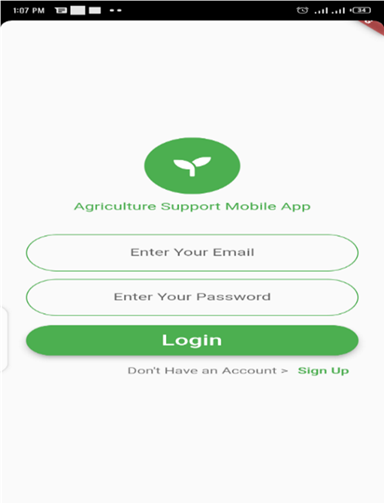 1:07 PM
Agriculture Support Mobile App
Enter Your Email
Enter Your Password
Login
Don't Have an Account > Sign Up